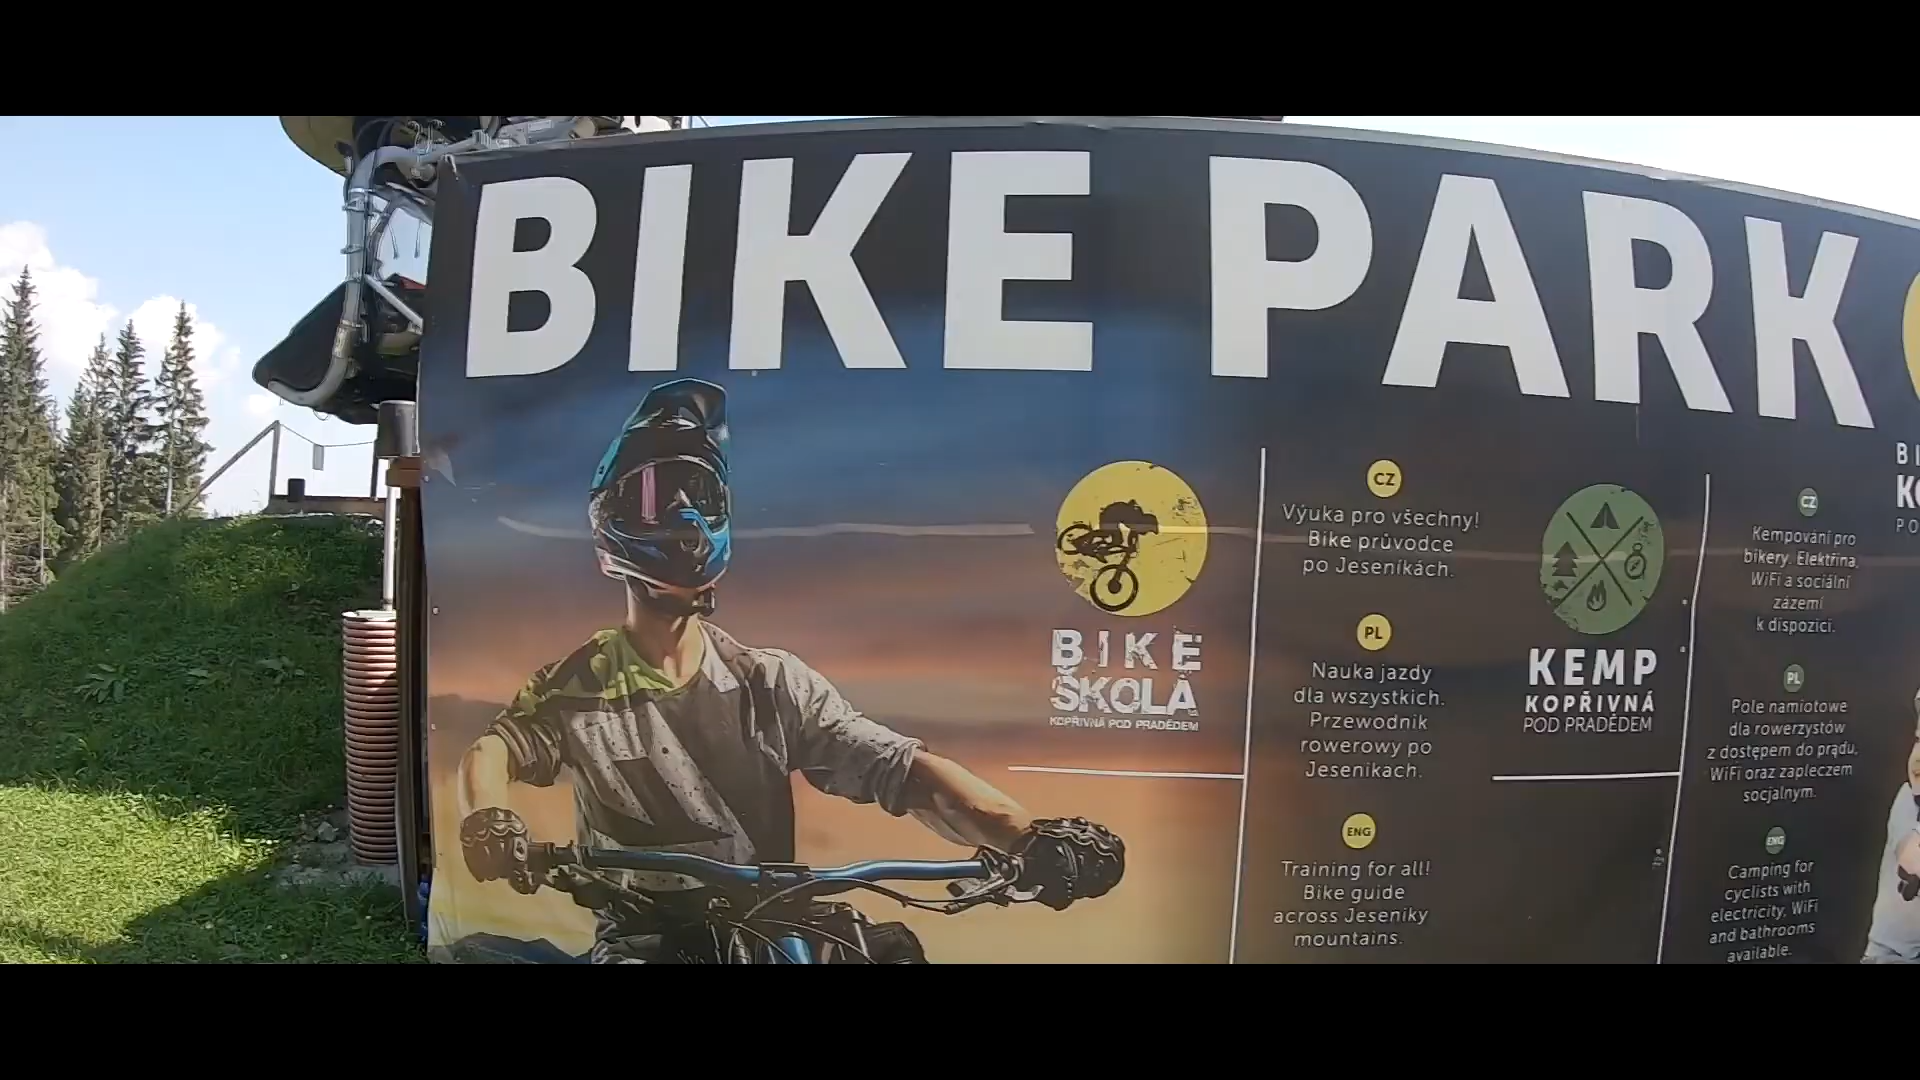 BIKE PARK
BIKE
ŠKOLA
KOPŘIVNÁ POD PRADĚDEM
CZ
Výuka pro všechny!
Bike průvodce
po Jeseníkách.
PL
Nauka jazdy
dla wszystkich.
Przewodnik
rowerowy po
Jesenikach.
ENG
Training for all!
Bike guide
across Jeseníky
mountains.
KEMP
KOPŘIVNÁ
POD PRADĚDEM
CZ
Kempování pro
bikery. Elektřina,
WiFi a sociální
zázemí
k dispozici.
PL
Pole namiotowe
dla rowerzystów
z dostępem do prądu,
WiFi oraz zapleczem
socjalnym.
ENG
Camping for
cyclists with
electricity, WiFi
and bathrooms
available.